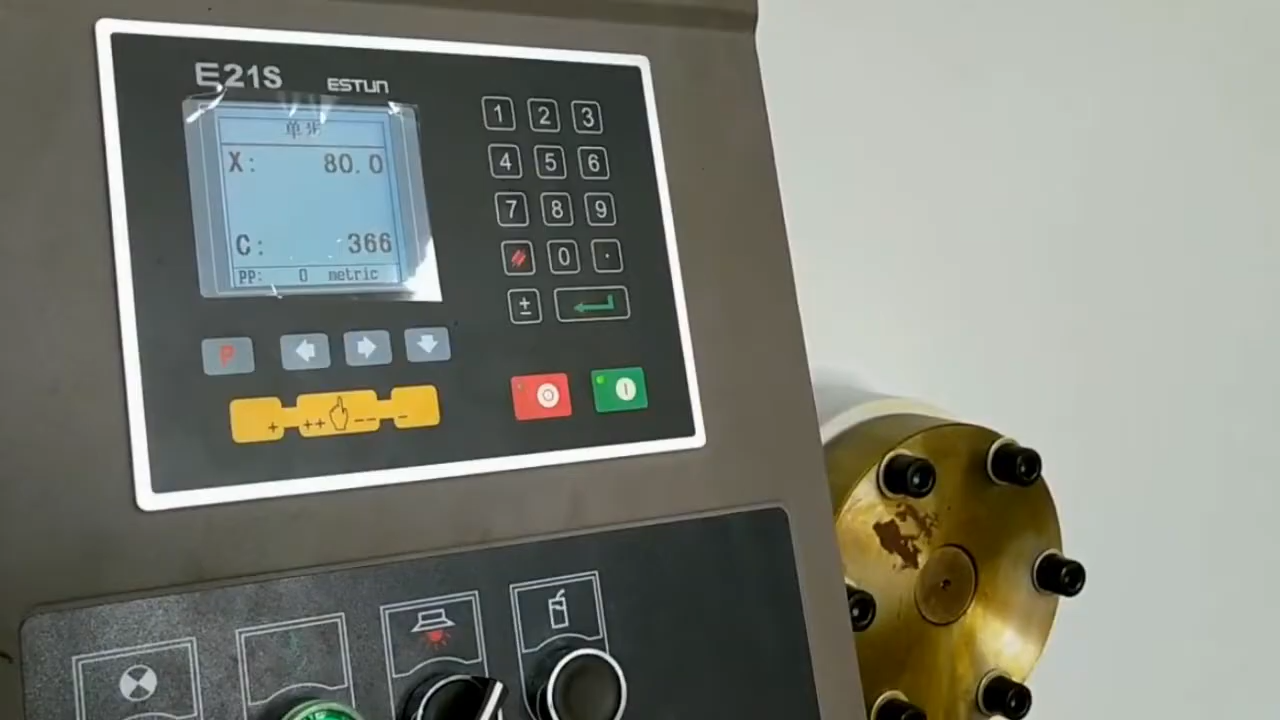 E21S
ESTUN
单步
X: 80.0
C: 366
PP: 0 metric
1 2 3
4 5 6
7 8 9
0 .
±
P
+ ++ -- -